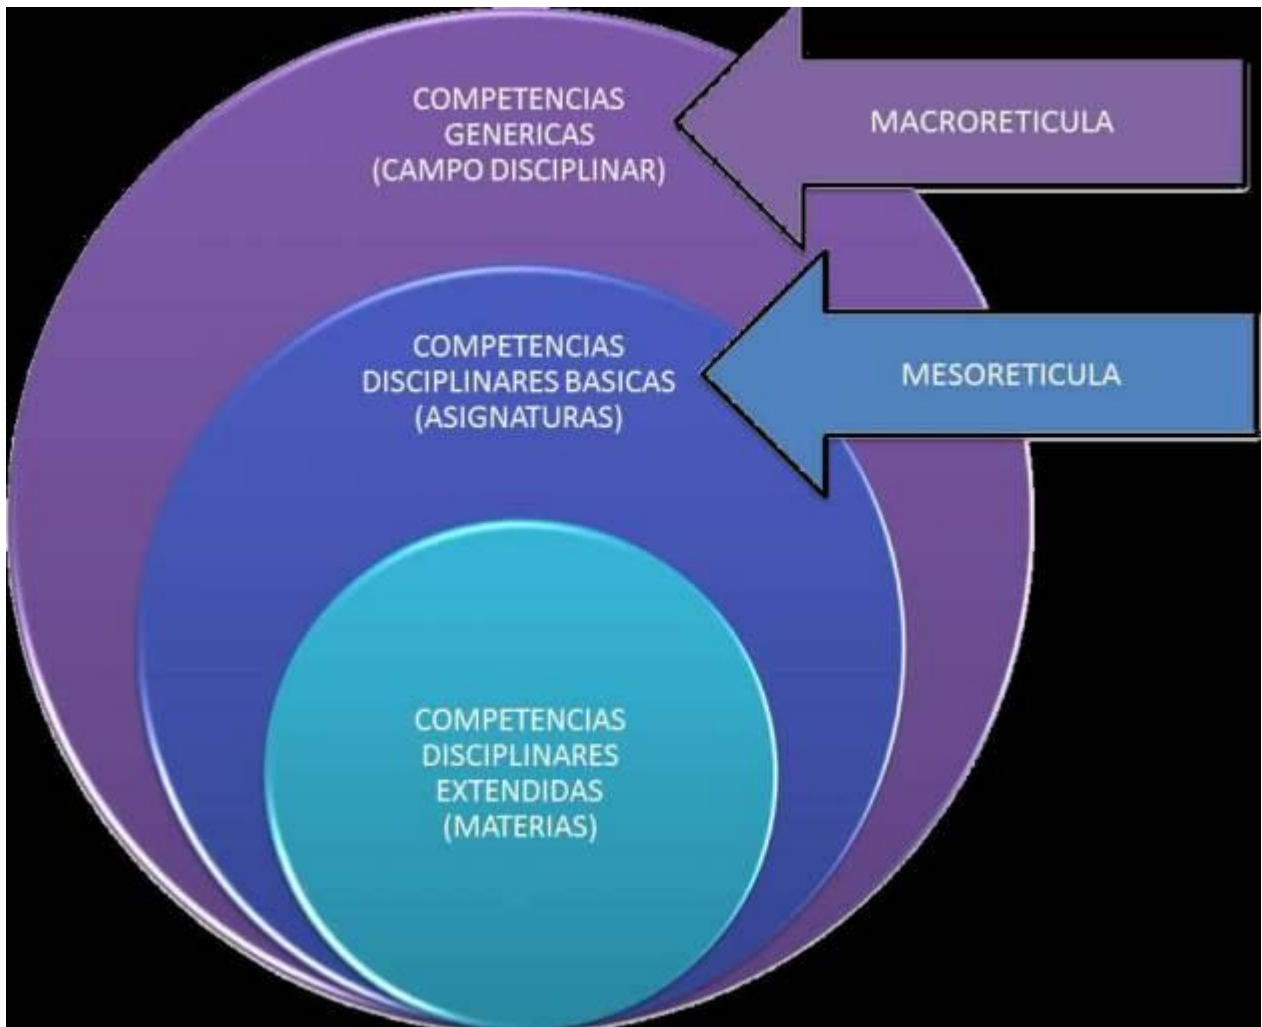 COMPETENCIAS
GENERICAS
(CAMPO DISCIPLINAR)
MACRORETICULA
COMPETENCIAS
DISCIPLINARES BASICAS
(ASIGNATURAS)
MESORETICULA
COMPETENCIAS
DISCIPLINARES
EXTENDIDAS
(MATERIAS)